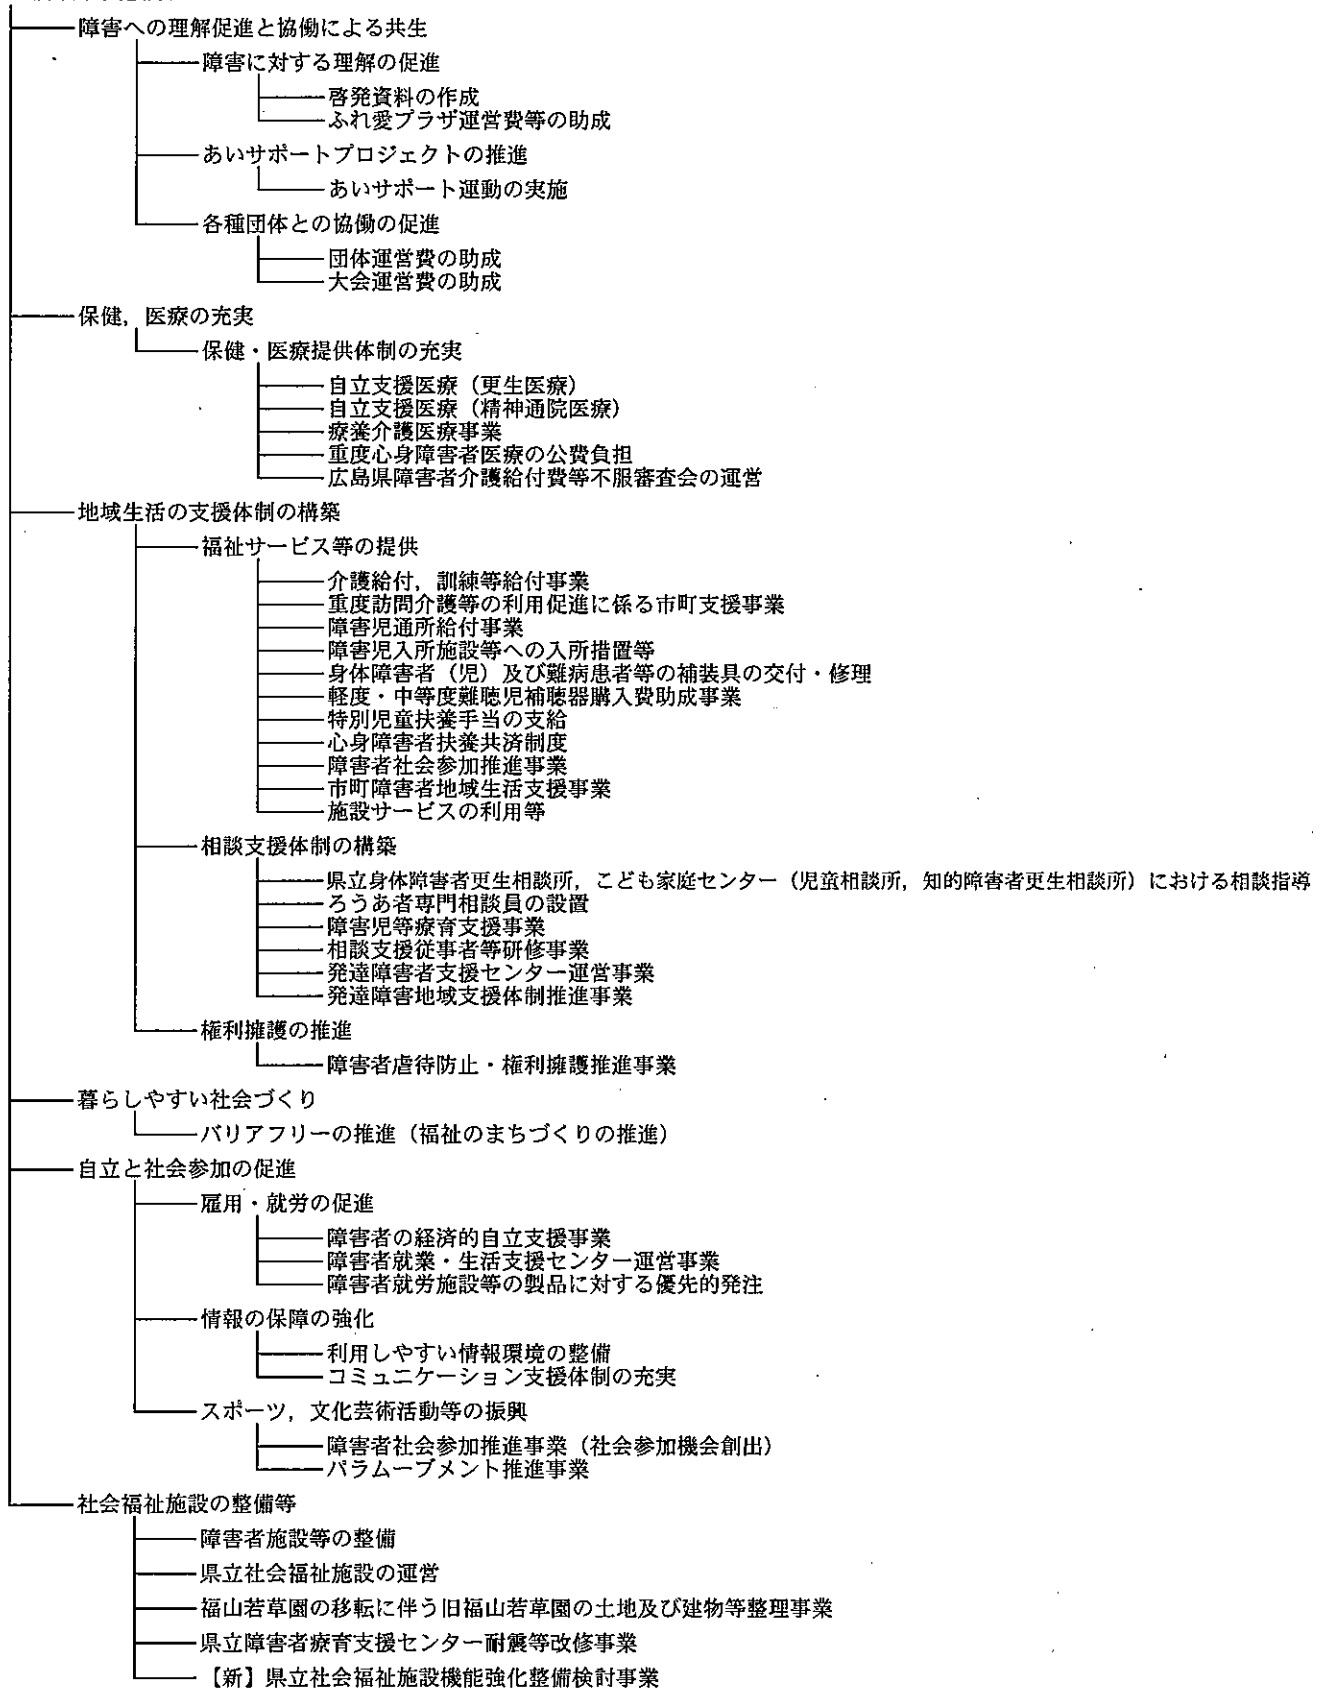 障害への理解促進と協働による共生
障害に対する理解の促進
啓発資料の作成
ふれ愛プラザ運営費等の助成
あいサポートプロジェクトの推進
あいサポート運動の実施
各種団体との協働の促進
団体運営費の助成
大会運営費の助成
保健，医療の充実
保健・医療提供体制の充実
自立支援医療（更生医療）
自立支援医療（精神通院医療）
療養介護医療事業
重度心身障害者医療の公費負担
広島県障害者介護給付費等不服審査会の運営
地域生活の支援体制の構築
福祉サービス等の提供
介護給付，訓練等給付事業
重度訪問介護等の利用促進に係る市町支援事業
障害児通所給付事業
障害児入所施設等への入所措置等
身体障害者（児）及び難病患者等の補装具の交付・修理
軽度・中等度難聴児補聴器購入費助成事業
特別児童扶養手当の支給
心身障害者扶養共済制度
障害者社会参加推進事業
市町障害者地域生活支援事業
施設サービスの利用等
相談支援体制の構築
県立身体障害者更生相談所，こども家庭センター（児童相談所，知的障害者更生相談所）における相談指導
ろうあ者専門相談員の設置
障害児等療育支援事業
相談支援従事者等研修事業
発達障害者支援センター運営事業
発達障害地域支援体制推進事業
権利擁護の推進
障害者虐待防止・権利擁護推進事業
暮らしやすい社会づくり
バリアフリーの推進（福祉のまちづくりの推進）
自立と社会参加の促進
雇用・就労の促進
障害者の経済的自立支援事業
障害者就業・生活支援センター運営事業
障害者就労施設等の製品に対する優先的発注
情報の保障の強化
利用しやすい情報環境の整備
コミュニケーション支援体制の充実
スポーツ，文化芸術活動等の振興
障害者社会参加推進事業（社会参加機会創出）
パラムーブメント推進事業
社会福祉施設の整備等
障害者施設等の整備
県立社会福祉施設の運営
福山若草園の移転に伴う旧福山若草園の土地及び建物等整理事業
県立障害者療育支援センター耐震等改修事業
【新】県立社会福祉施設機能強化整備検討事業